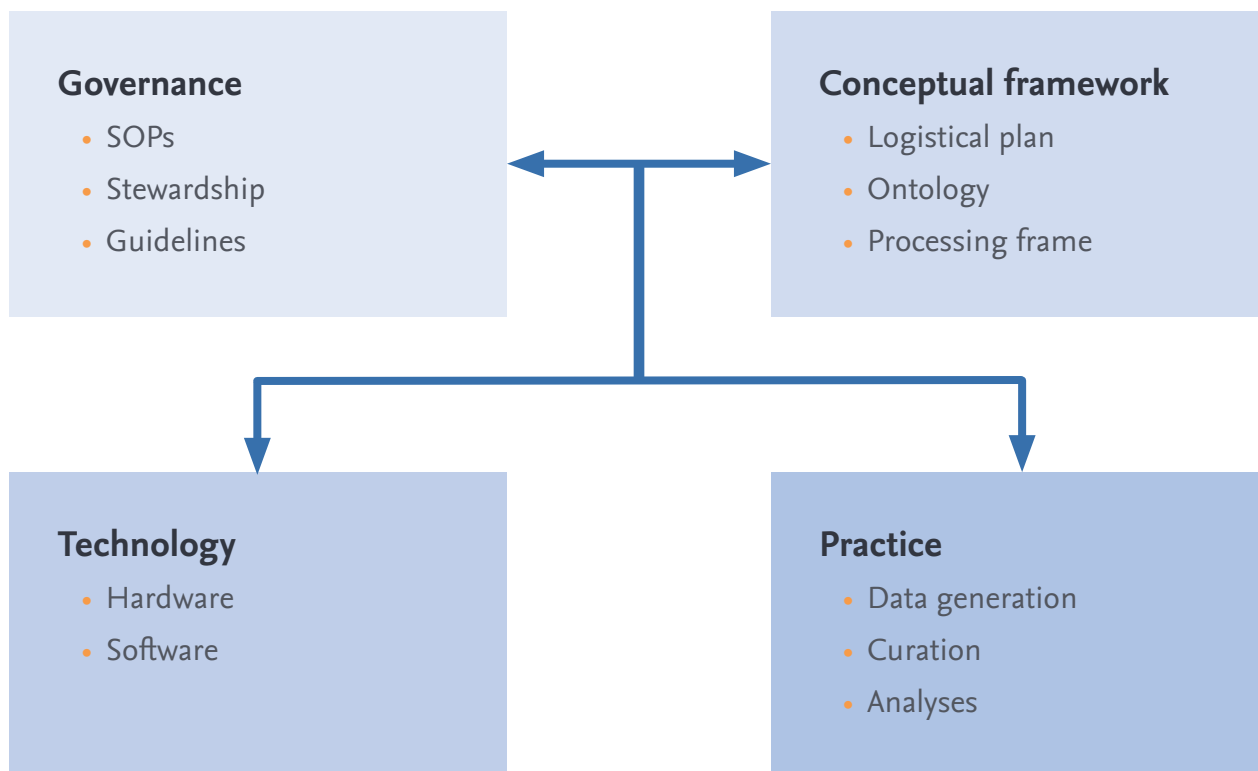 Governance
• SOPs
• Stewardship
• Guidelines
Conceptual framework
• Logistical plan
• Ontology
• Processing frame
Technology
• Hardware
• Software
Practice
• Data generation
• Curation
• Analyses